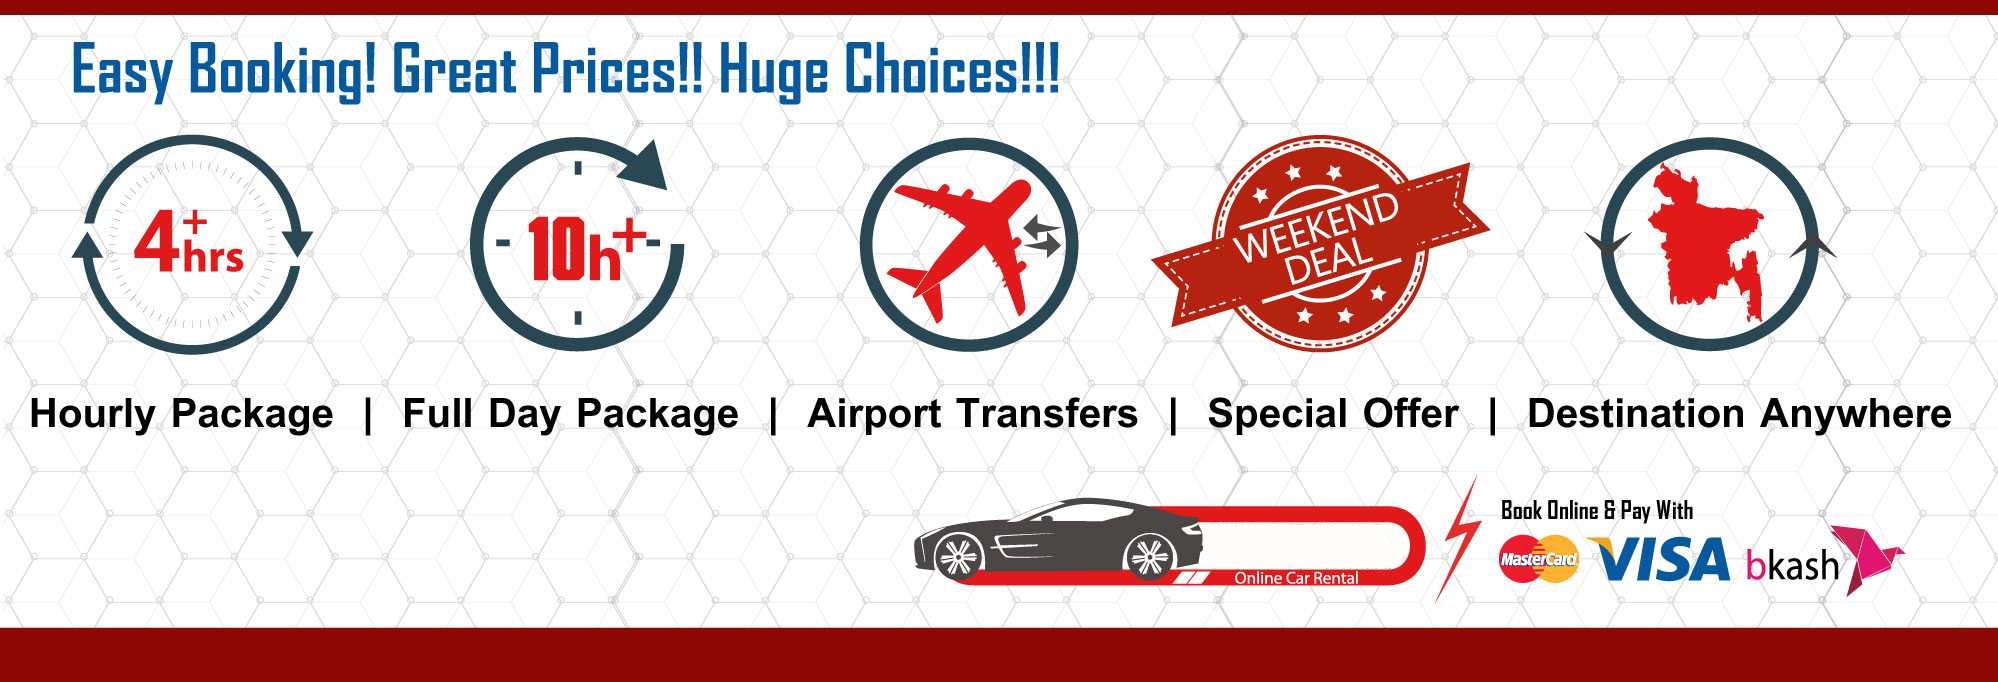 Easy Booking! Great Prices!! Huge Choices!!!
4+ hrs
10h+
WEEKEND
DEAL
Hourly Package | Full Day Package | Airport Transfers | Special Offer | Destination Anywhere
Online Car Rental
Book Online & Pay With
MasterCard VISA bkash